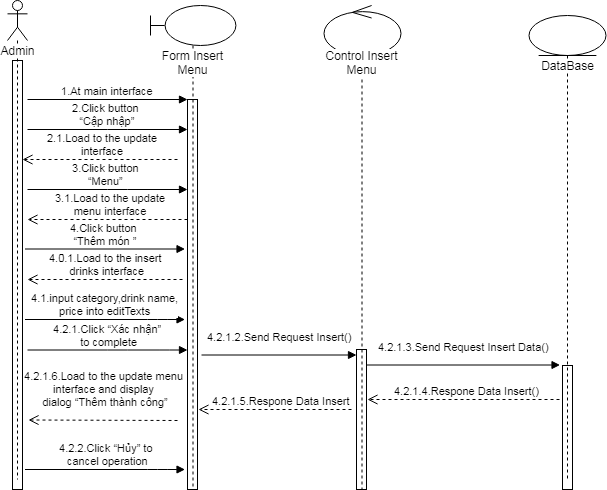 Admin
Form Insert
Menu
Control Insert
Menu
DataBase
1.At main interface
2.Click button
“Cập nhập”
2.1.Load to the update
interface
3.Click button
“Menu”
3.1.Load to the update
menu interface
4.Click button
“Thêm món ”
4.0.1.Load to the insert
drinks interface
4.1.input category,drink name,
price into editTexts
4.2.1.Click “Xác nhận”
to complete
4.2.1.2.Send Request Insert()
4.2.1.3.Send Request Insert Data()
4.2.1.4.Respone Data Insert()
4.2.1.5.Respone Data Insert
4.2.1.6.Load to the update menu
interface and display
dialog “Thêm thành công”
4.2.2.Click “Hủy” to
cancel operation